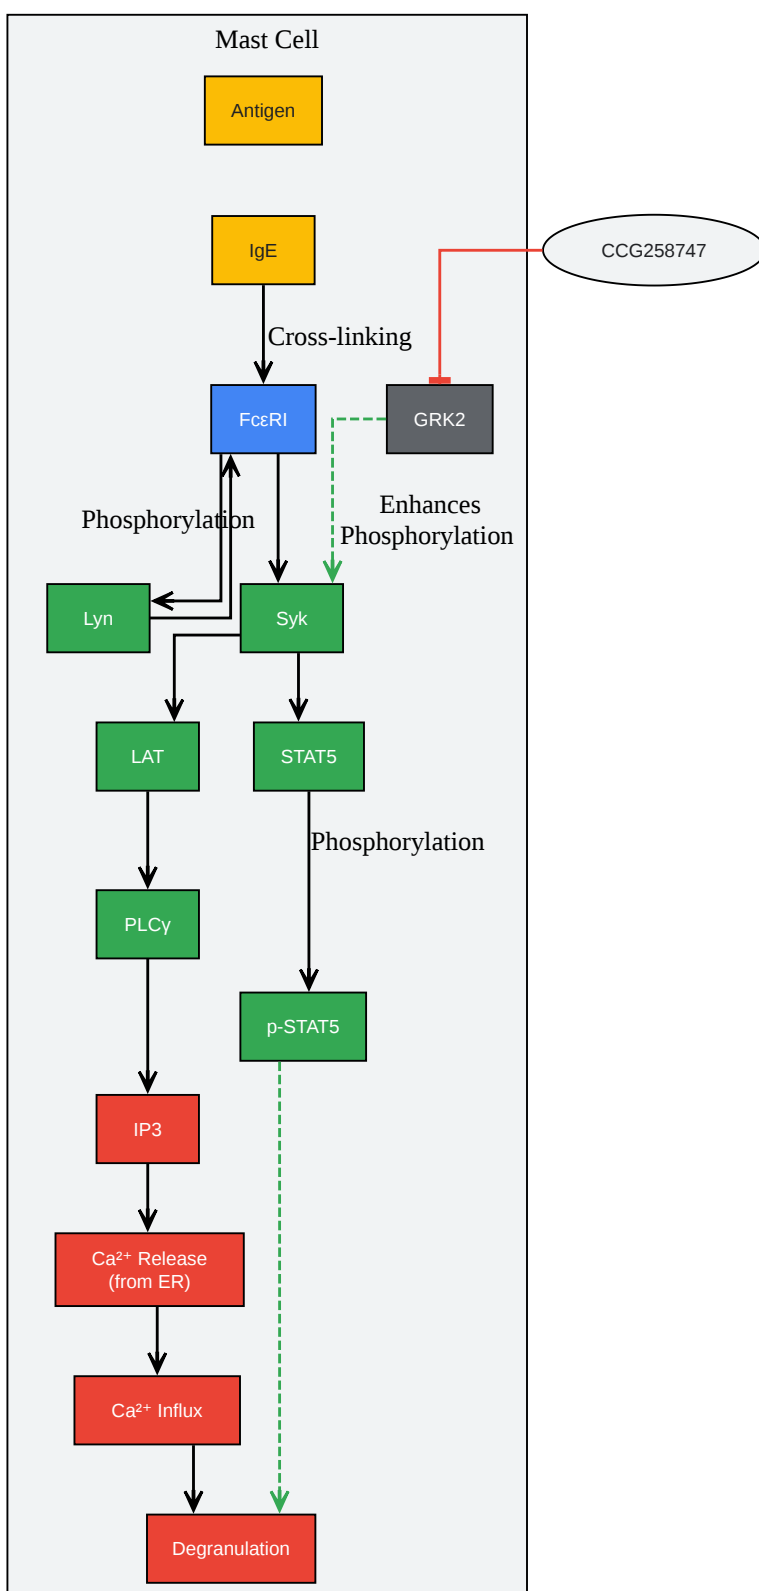 Mast Cell
Antigen
IgE
CCG258747
Cross-linking
FcεRI
GRK2
Phosphorylation
Enhances
Phosphorylation
Lyn
Syk
LAT
STAT5
Phosphorylation
PLCγ
p-STAT5
IP3
Ca²⁺ Release
(from ER)
Ca²⁺ Influx
Degranulation